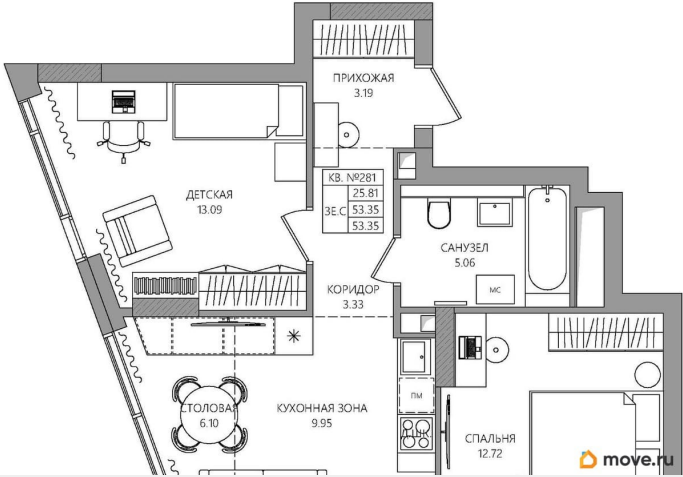 ПРИХОЖАЯ
3.19
КВ. №281
3Е.С
25.81
53.35
53.35
ДЕТСКАЯ
13.09
САНУЗЕЛ
5.06
МС
КОРИДОР
3.33
ПМ
СТОЛОВАЯ
6.10
КУХОННАЯ ЗОНА
9.95
СПАЛЬНЯ
12.72
move.ru